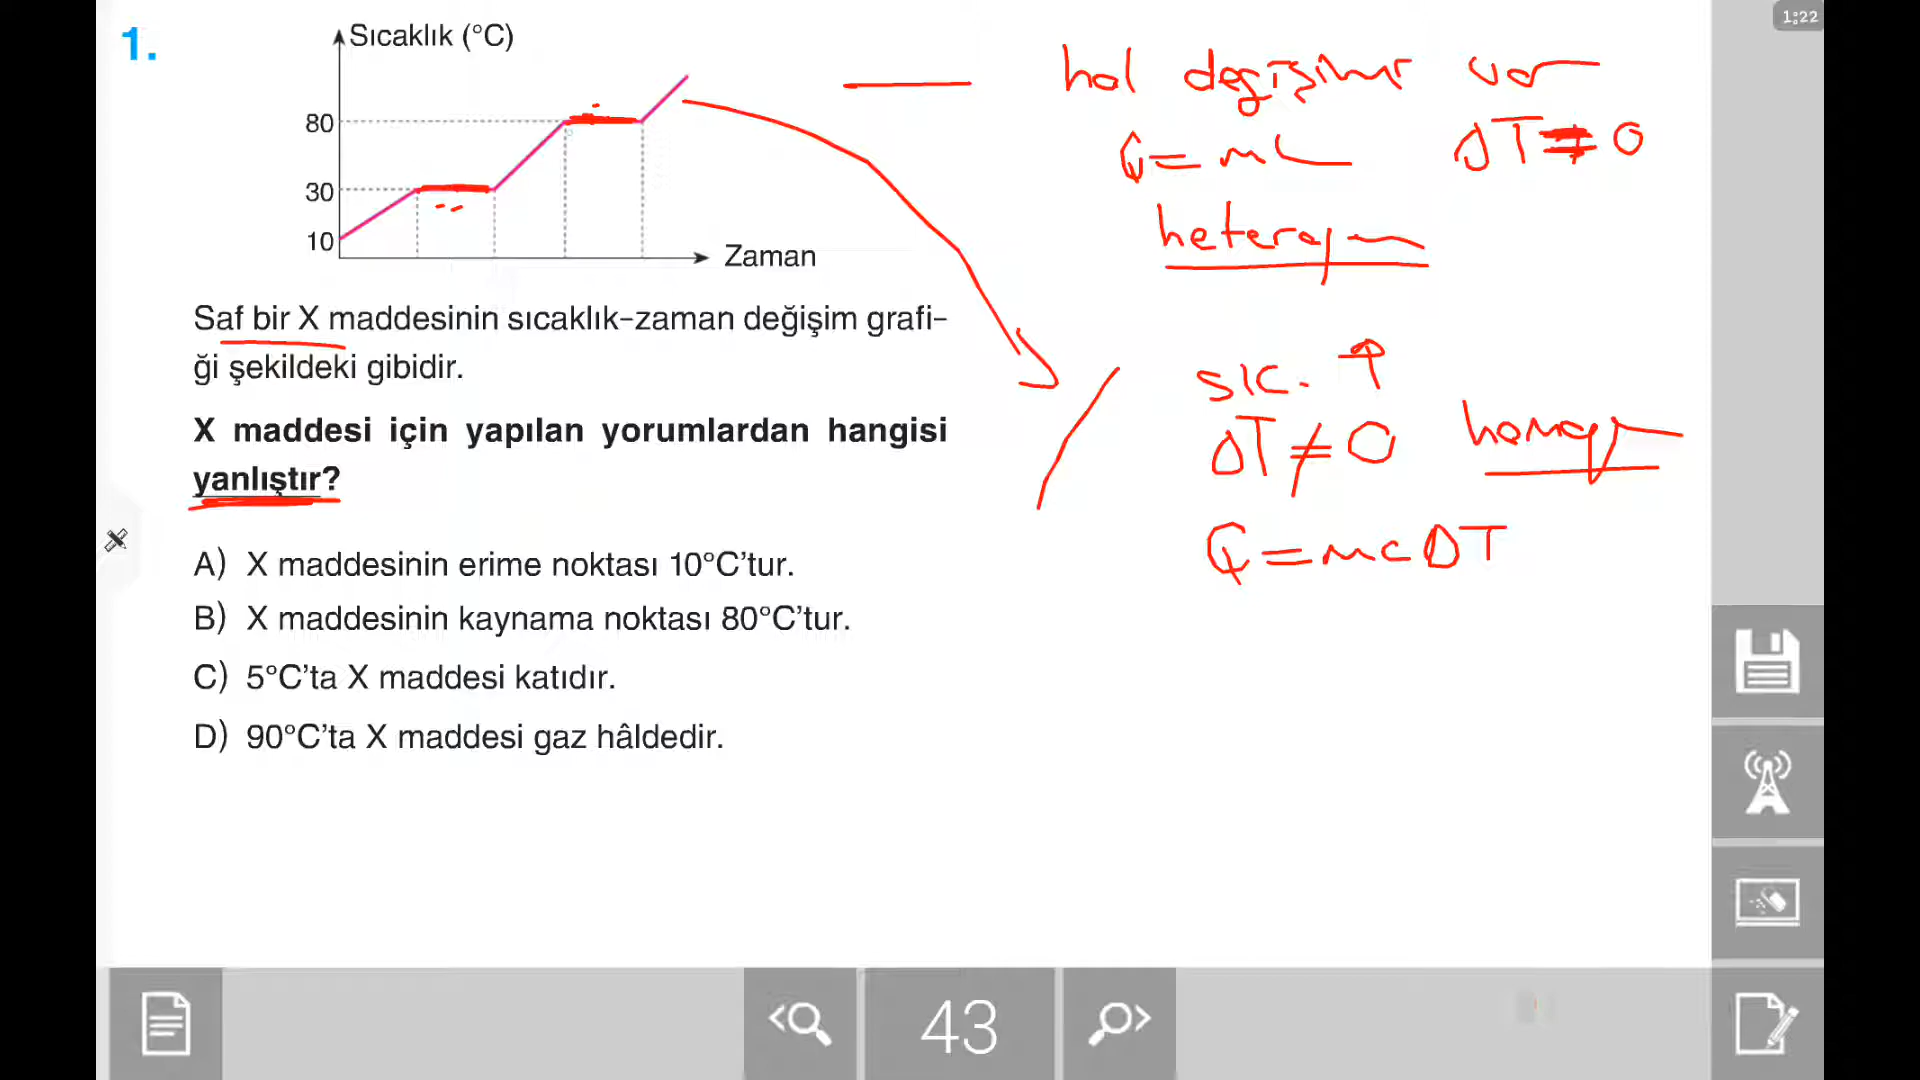 1:22
1.
Sıcaklık (°C)
80
30
10
Zaman
Saf bir X maddesinin sıcaklık-zaman değişim grafi-
ği şekildeki gibidir.
X maddesi için yapılan yorumlardan hangisi
yanlıştır?
A) X maddesinin erime noktası 10°C'tur.
B) X maddesinin kaynama noktası 80°C'tur.
C) 5°C'ta X maddesi katıdır.
D) 90°C'ta X maddesi gaz hâldedir.
hal değişimi var
Q = mL ΔT = 0
heterojen
sıc. ↑
ΔT ≠ 0 homojen
Q = mcΔT
43